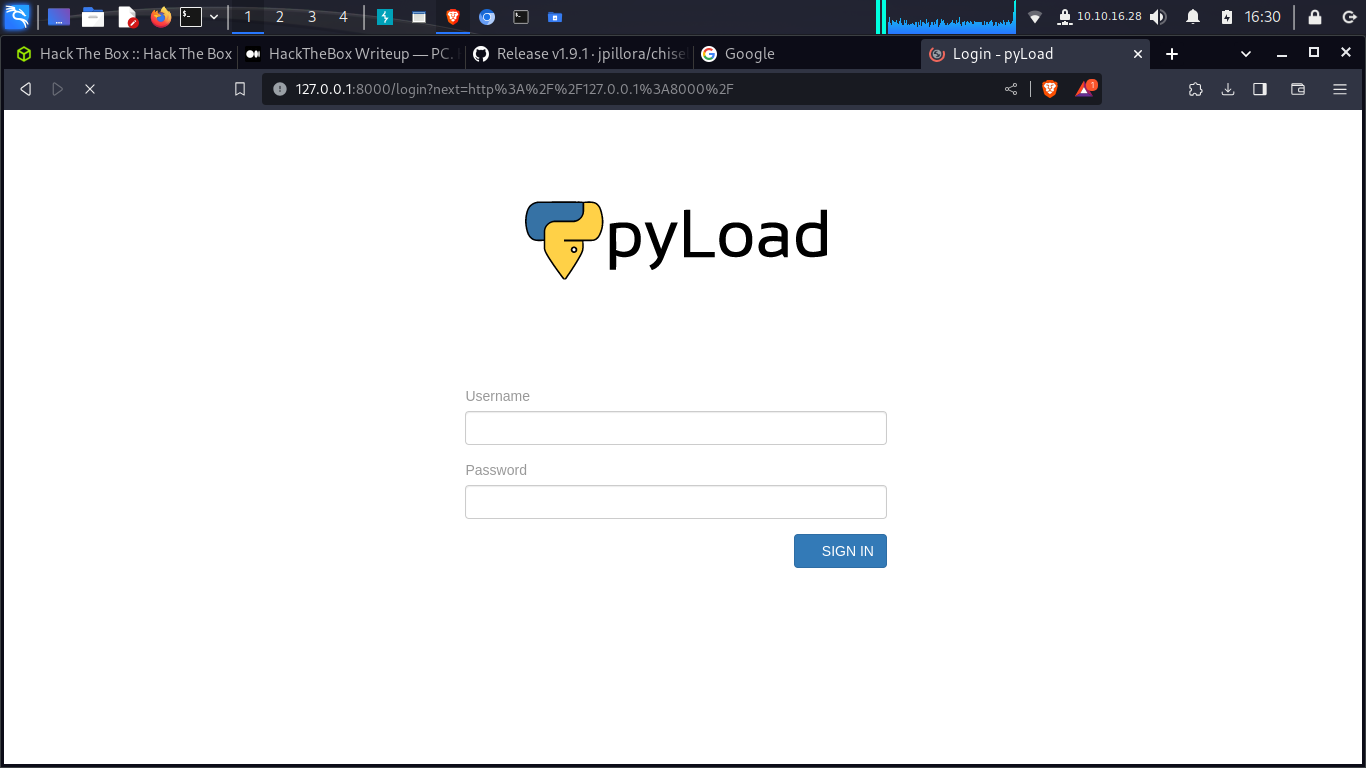 1 2 3 4 10.10.16.28 16:30
Hack The Box :: Hack The Box HackTheBox Writeup — PC. Release v1.9.1 · jpillora/chisel Google Login - pyLoad
127.0.0.1:8000/login?next=http%3A%2F%2F127.0.0.1%3A8000%2F 1
pyLoad
Username
Password
SIGN IN